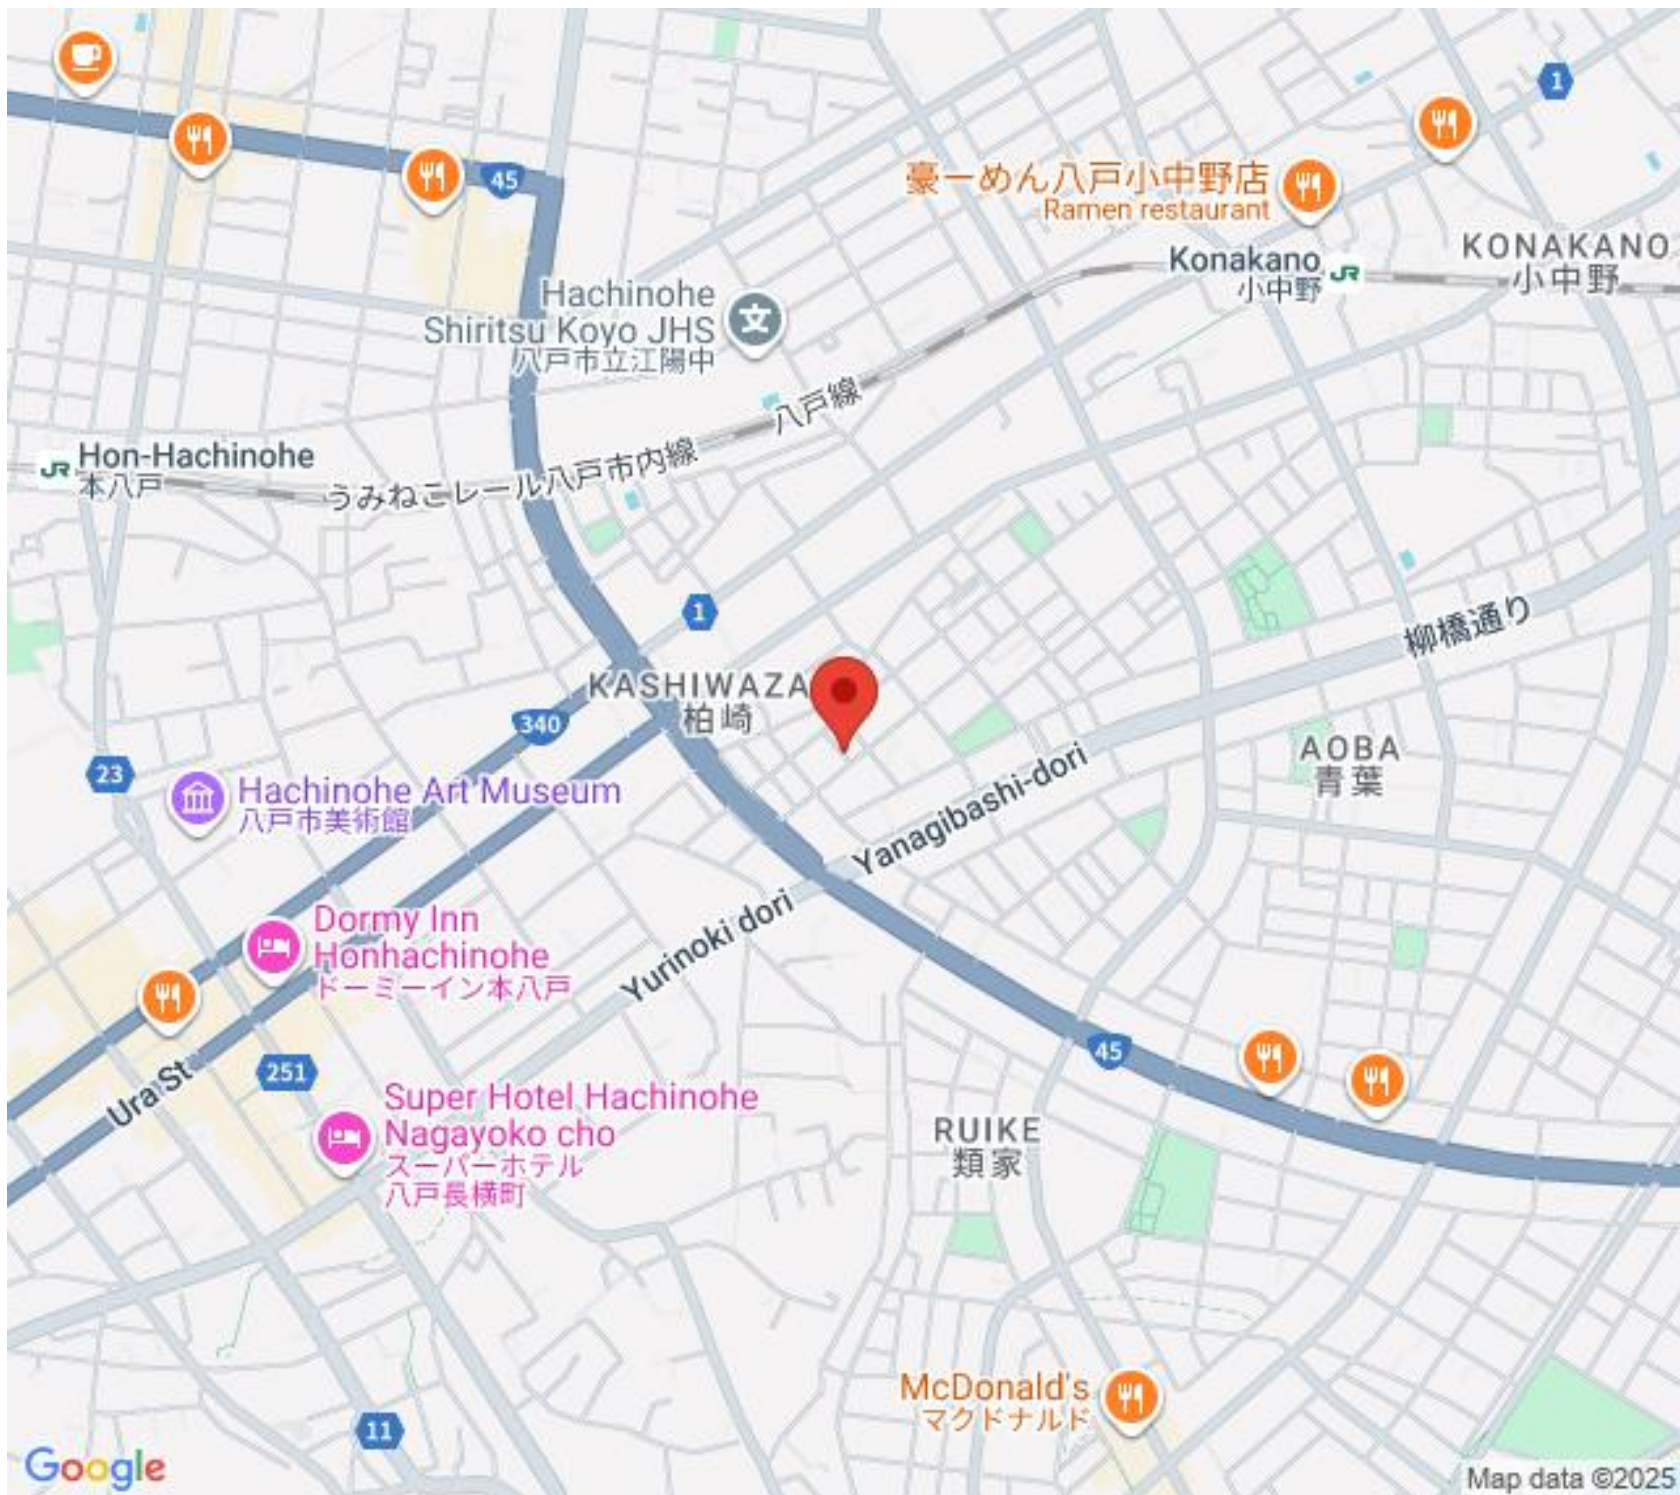 45
1
豪ーめん八戸小中野店
Ramen restaurant
Konakano
小中野
KONAKANO
小中野
Hachinohe
Shiritsu Koyo JHS
八戸市立江陽中
八戸線
うみねこレール八戸市内線
Hon-Hachinohe
本八戸
1
柳橋通り
KASHIWAZA
柏崎
340
23
AOBA
青葉
Hachinohe Art Museum
八戸市美術館
Yanagibashi-dori
Yurinoki dori
Dormy Inn
Honhachinohe
ドーミーイン本八戸
45
251
Ura St
Super Hotel Hachinohe
Nagayoko cho
スーパーホテル
八戸長横町
RUIKE
類家
McDonald's
マクドナルド
11
Google
Map data ©2025
文
JR
JR